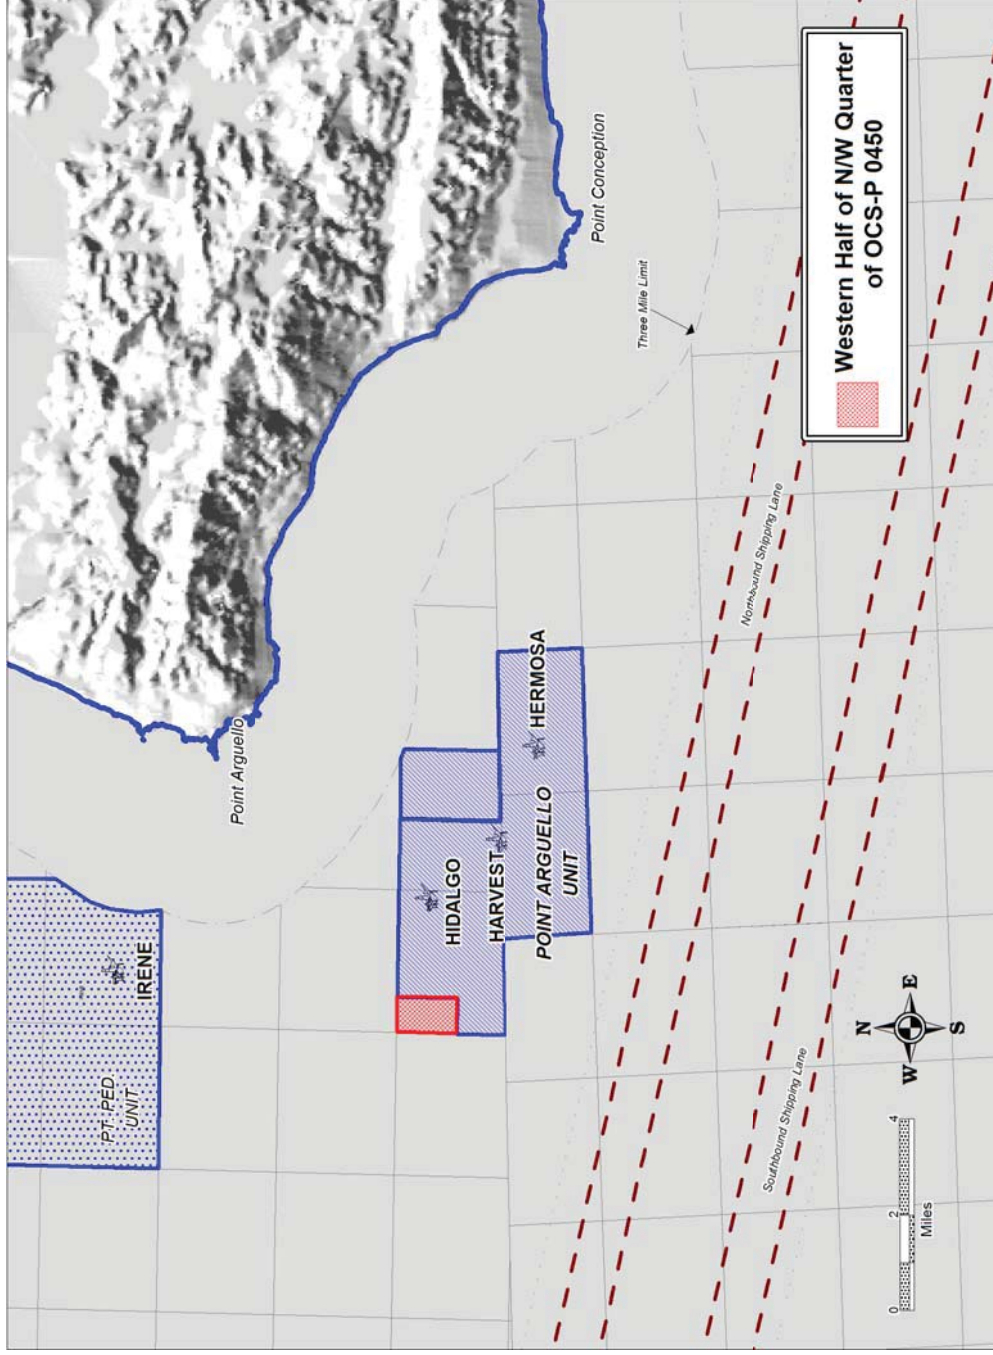 Point Conception
Three Mile Limit
Western Half of N/W Quarter
of OCS-P 0450
Point Arguello
Northbound Shipping Lane
HERMOSA
HIDALGO
HARVEST
POINT ARGUELLO
UNIT
IRENE
PT. PED.
UNIT
Southbound Shipping Lane
N
W
E
S
0
2
4
Miles